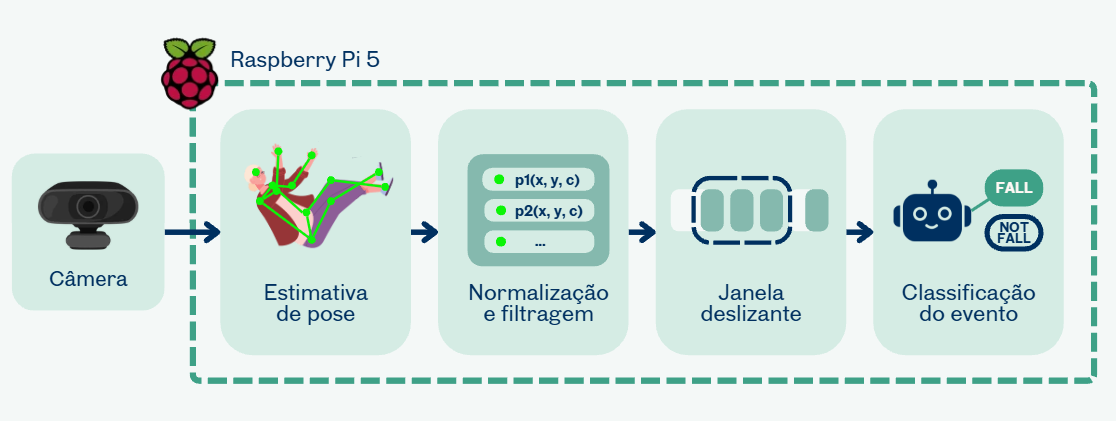 Raspberry Pi 5
Câmera
Estimativa
de pose
p1(x, y, c)
p2(x, y, c)
...
Normalização
e filtragem
Janela
deslizante
FALL
NOT
FALL
Classificação
do evento